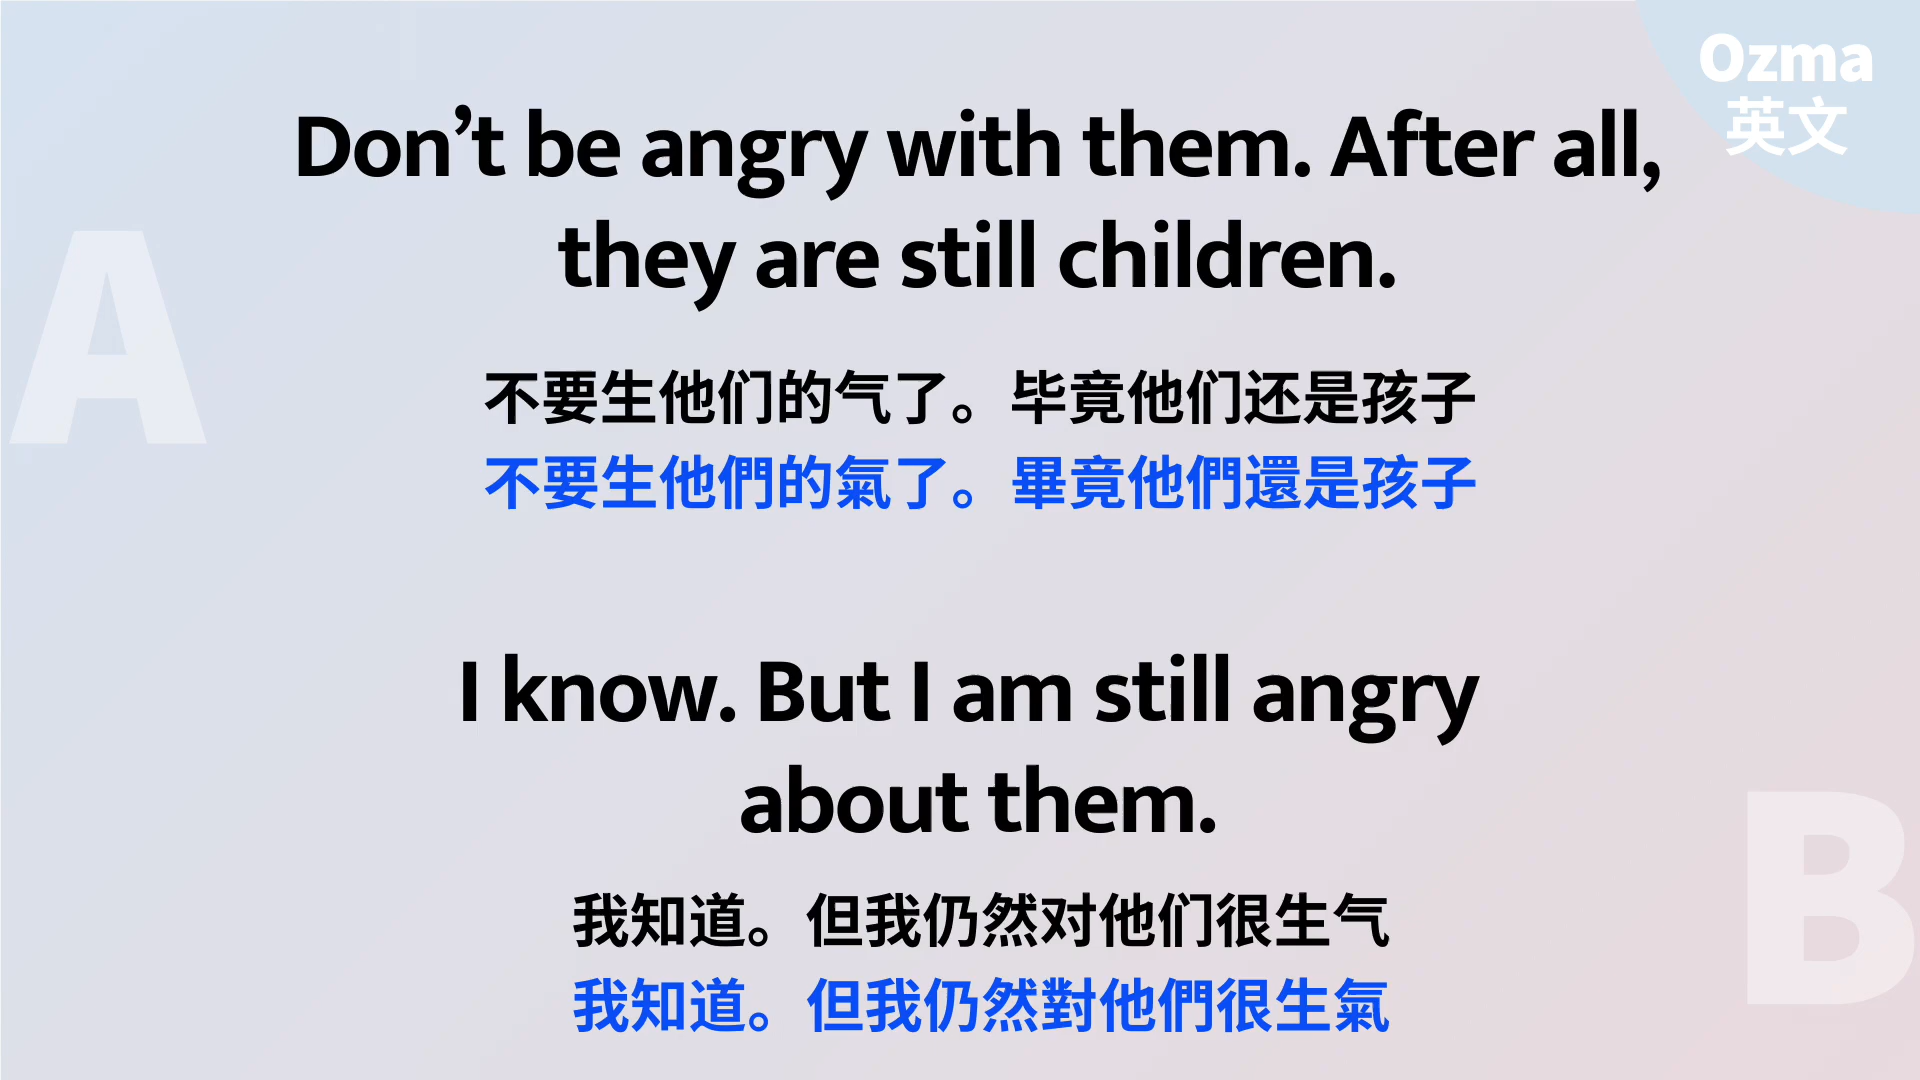 Ozma
英文
A
Don’t be angry with them. After all,
they are still children.
不要生他们的气了。毕竟他们还是孩子
不要生他們的氣了。畢竟他們還是孩子
I know. But I am still angry
about them.
B
我知道。但我仍然对他们很生气
我知道。但我仍然對他們很生氣